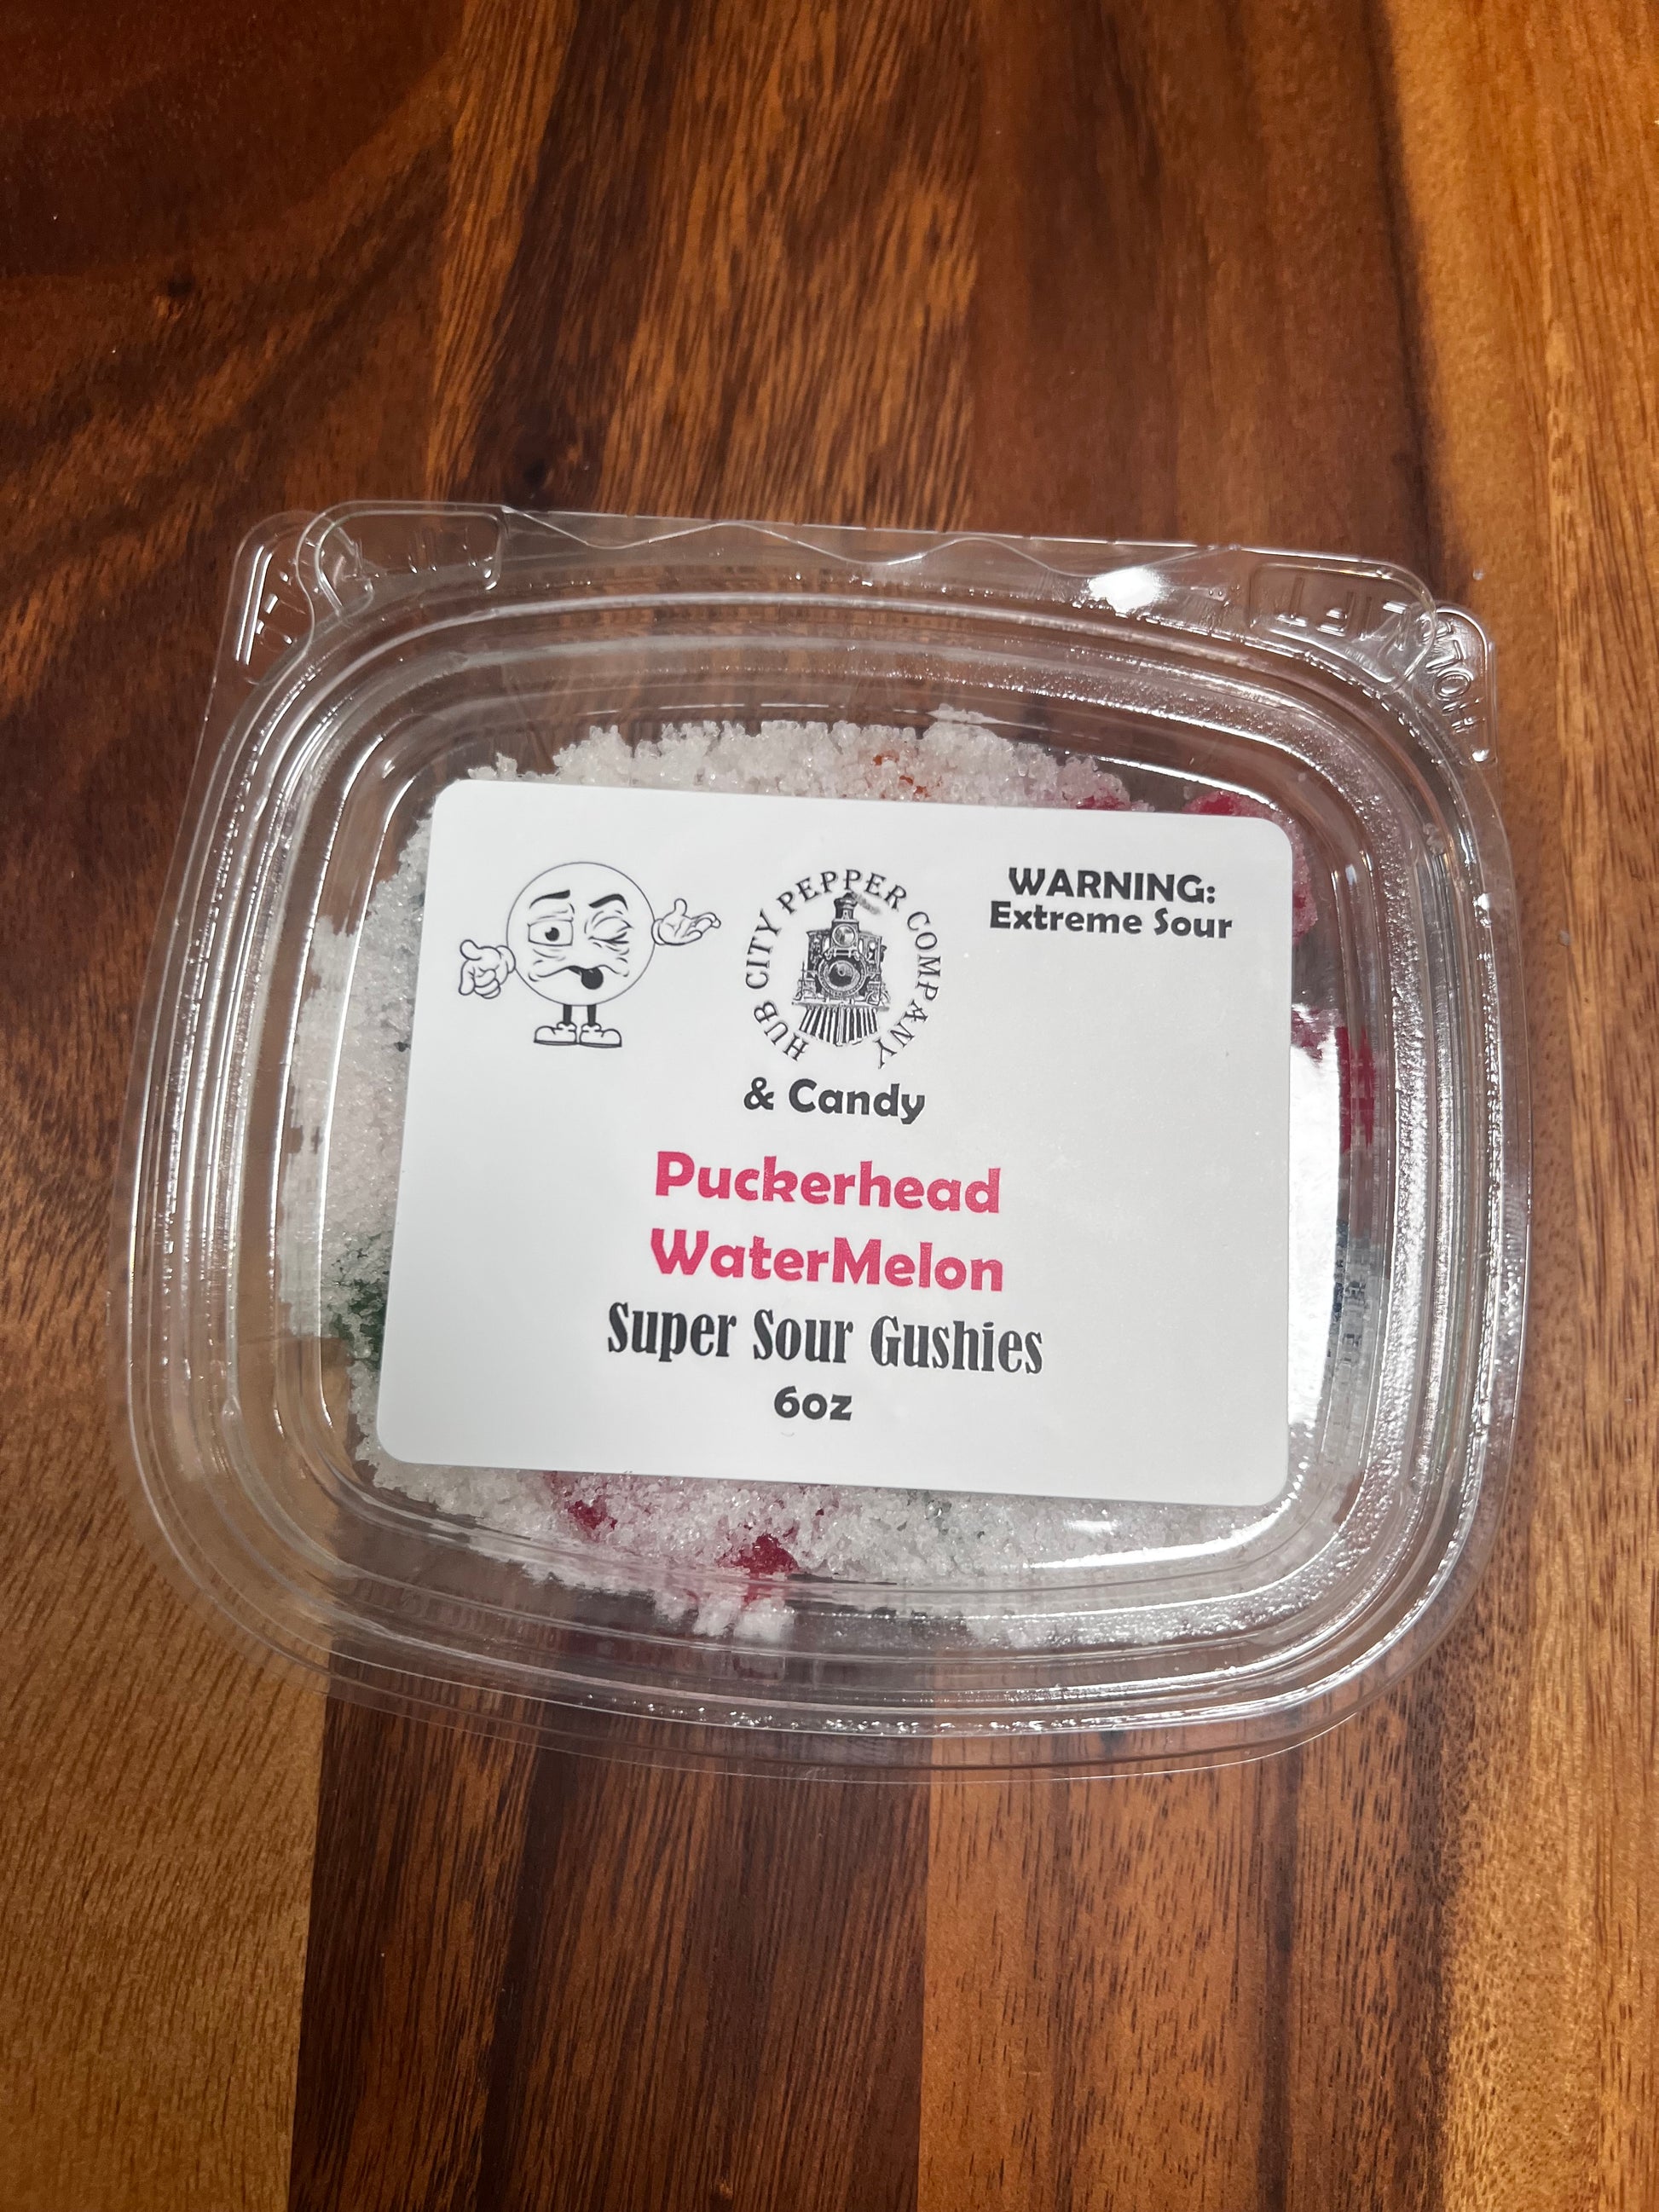 HUB CITY PEPPER COMPANY
WARNING:
Extreme Sour
& Candy
Puckerhead
WaterMelon
Super Sour Gushies
6oz